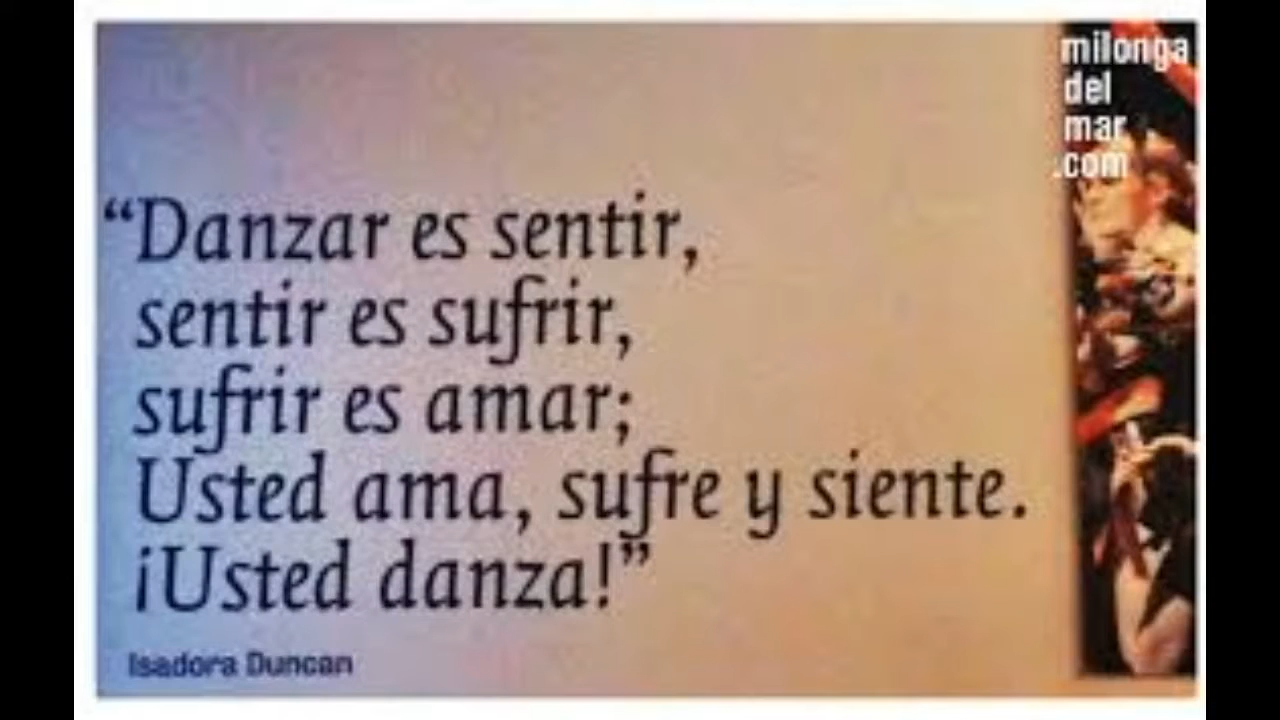 milonga
del
mar
.com
“Danzar es sentir,
sentir es sufrir,
sufrir es amar;
Usted ama, sufre y siente.
¡Usted danza!”
Isadora Duncan